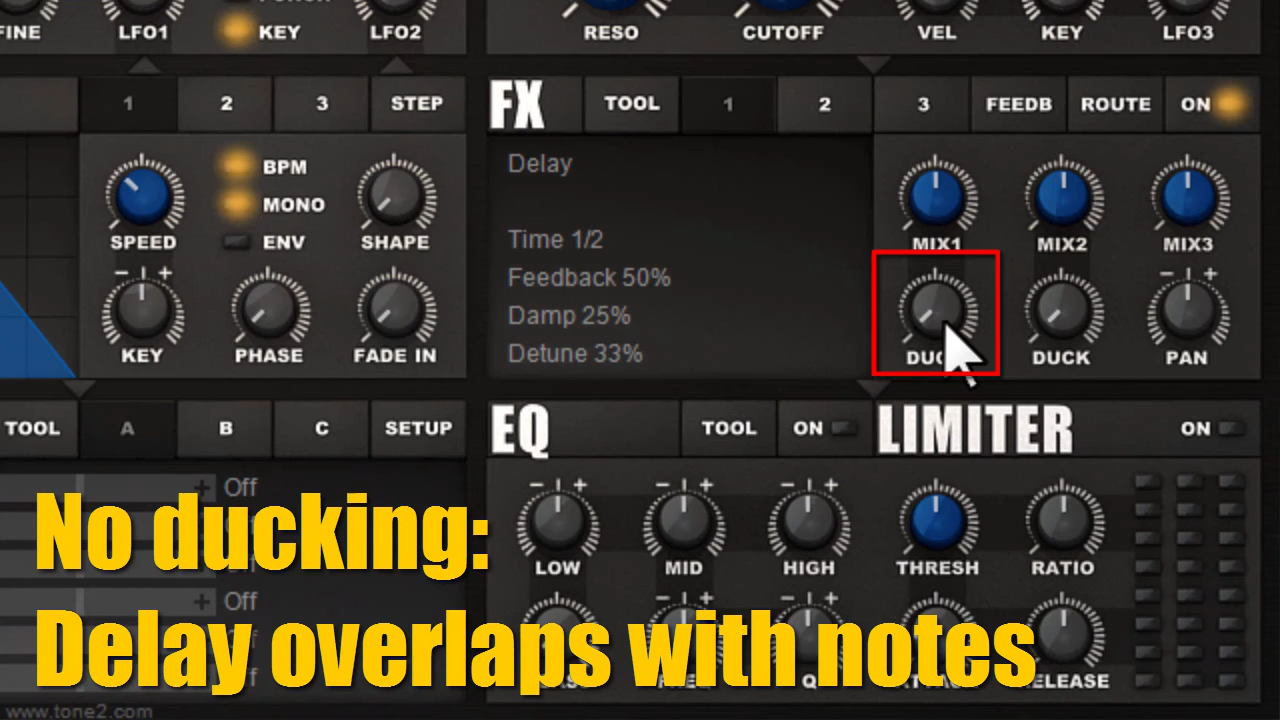 FINE LFO1 KEY LFO2 RESO CUTOFF VEL KEY LFO3
1 2 3 STEP FX TOOL 1 2 3 FEEDB ROUTE ON
Delay
BPM
MONO
SPEED ENV SHAPE Time 1/2 MIX1 MIX2 MIX3
Feedback 50%
Damp 25%
KEY PHASE FADE IN Detune 33% DUCK PAN
TOOL A B C SETUP EQ TOOL ON LIMITER ON
Off
No ducking:
LOW MID HIGH THRESH RATIO
Off
Delay overlaps with notes
Q RELEASE
www.tone2.com